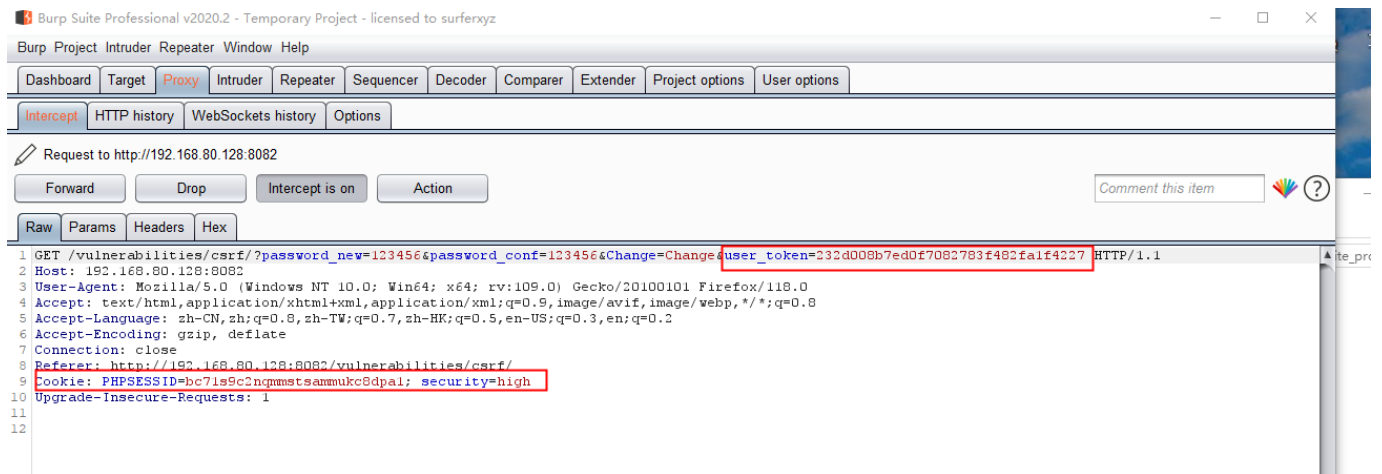 Burp Suite Professional v2020.2 - Temporary Project - licensed to surferxyz
Burp Project Intruder Repeater Window Help
Dashboard Target Proxy Intruder Repeater Sequencer Decoder Comparer Extender Project options User options
Intercept HTTP history WebSockets history Options
Request to http://192.168.80.128:8082
Forward Drop Intercept is on Action Comment this item ?
Raw Params Headers Hex
1 GET /vulnerabilities/csrf/?password_new=123456&password_conf=123456&Change=Change&user_token=232d008b7ed0f7082783f482fa1f4227 HTTP/1.1
2 Host: 192.168.80.128:8082
3 User-Agent: Mozilla/5.0 (Windows NT 10.0; Win64; x64; rv:109.0) Gecko/20100101 Firefox/118.0
4 Accept: text/html,application/xhtml+xml,application/xml;q=0.9,image/avif,image/webp,*/*;q=0.8
5 Accept-Language: zh-CN,zh;q=0.8,zh-TW;q=0.7,zh-HK;q=0.5,en-US;q=0.3,en;q=0.2
6 Accept-Encoding: gzip, deflate
7 Connection: close
8 Referer: http://192.168.80.128:8082/vulnerabilities/csrf/
9 Cookie: PHPSESSID=bc71s9c2nqmmstsammukc8dpa1; security=high
10 Upgrade-Insecure-Requests: 1
11
12